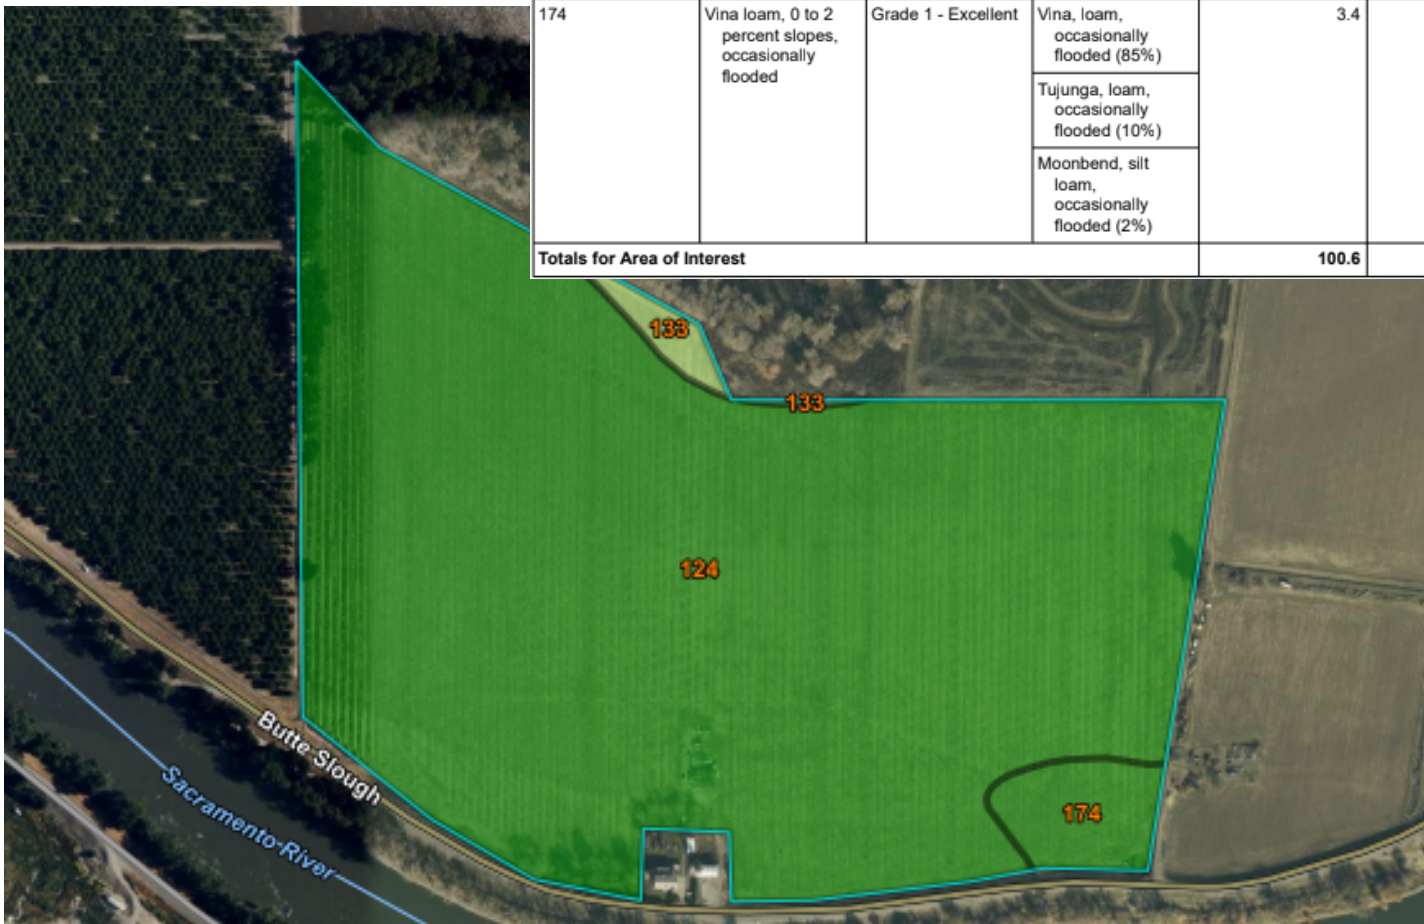 174
Vina loam, 0 to 2
percent slopes,
occasionally
flooded
Grade 1 - Excellent
Vina, loam,
occasionally
flooded (85%)
3.4
Tujunga, loam,
occasionally
flooded (10%)
Moonbend, silt
loam,
occasionally
flooded (2%)
Totals for Area of Interest
100.6
133
133
124
174
Butte Slough
Sacramento River